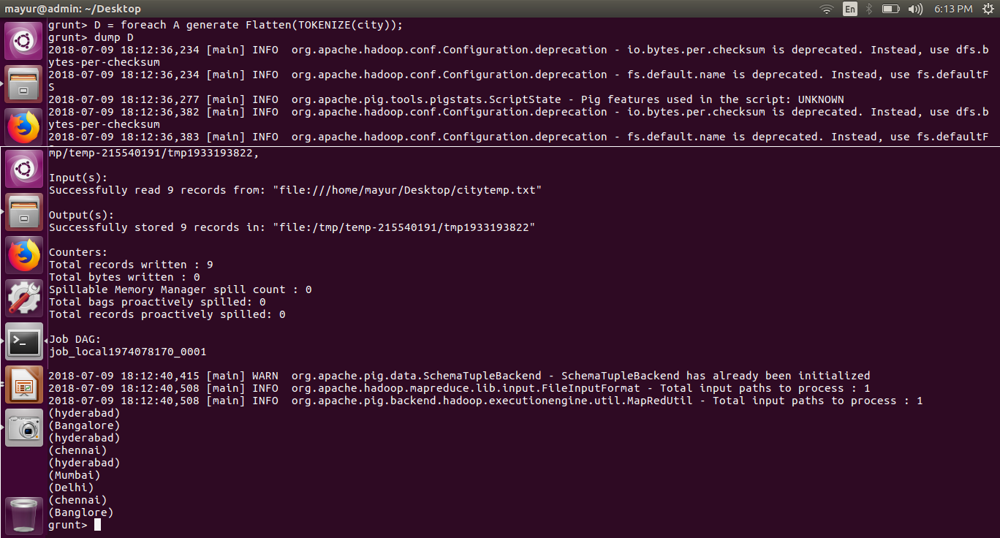 mayur@admin: ~/Desktop
En
6:13 PM
grunt> D = foreach A generate Flatten(TOKENIZE(city));
grunt> dump D
2018-07-09 18:12:36,234 [main] INFO  org.apache.hadoop.conf.Configuration.deprecation - io.bytes.per.checksum is deprecated. Instead, use dfs.b
ytes-per-checksum
2018-07-09 18:12:36,234 [main] INFO  org.apache.hadoop.conf.Configuration.deprecation - fs.default.name is deprecated. Instead, use fs.defaultF
S
2018-07-09 18:12:36,277 [main] INFO  org.apache.pig.tools.pigstats.ScriptState - Pig features used in the script: UNKNOWN
2018-07-09 18:12:36,382 [main] INFO  org.apache.hadoop.conf.Configuration.deprecation - io.bytes.per.checksum is deprecated. Instead, use dfs.b
ytes-per-checksum
2018-07-09 18:12:36,383 [main] INFO  org.apache.hadoop.conf.Configuration.deprecation - fs.default.name is deprecated. Instead, use fs.defaultF
mp/temp-215540191/tmp1933193822,
Input(s):
Successfully read 9 records from: "file:///home/mayur/Desktop/citytemp.txt"
Output(s):
Successfully stored 9 records in: "file:/tmp/temp-215540191/tmp1933193822"
Counters:
Total records written : 9
Total bytes written : 0
Spillable Memory Manager spill count : 0
Total bags proactively spilled: 0
Total records proactively spilled: 0
Job DAG:
job_local1974078170_0001
2018-07-09 18:12:40,415 [main] WARN  org.apache.pig.data.SchemaTupleBackend - SchemaTupleBackend has already been initialized
2018-07-09 18:12:40,508 [main] INFO  org.apache.hadoop.mapreduce.lib.input.FileInputFormat - Total input paths to process : 1
2018-07-09 18:12:40,508 [main] INFO  org.apache.pig.backend.hadoop.executionengine.util.MapRedUtil - Total input paths to process : 1
(hyderabad)
(Bangalore)
(hyderabad)
(chennai)
(hyderabad)
(Mumbai)
(Delhi)
(chennai)
(Banglore)
grunt>